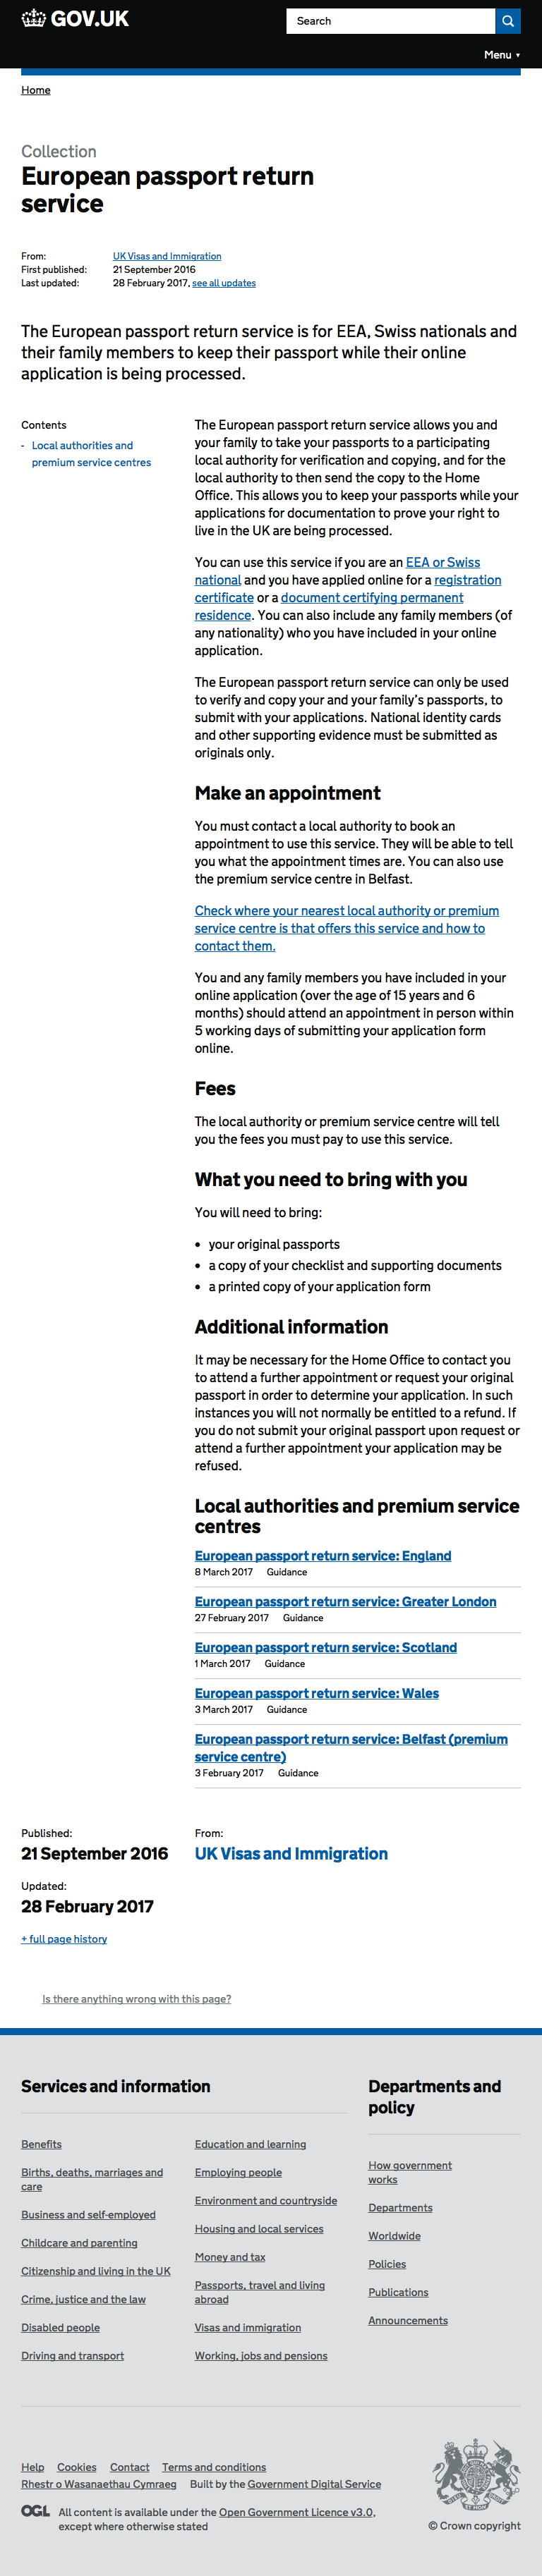 GOV.UK
Search
Menu ▼
Home
Collection
European passport return
service
From: UK Visas and Immigration
First published: 21 September 2016
Last updated: 28 February 2017, see all updates
The European passport return service is for EEA, Swiss nationals and
their family members to keep their passport while their online
application is being processed.
Contents
- Local authorities and
premium service centres
The European passport return service allows you and
your family to take your passports to a participating
local authority for verification and copying, and for the
local authority to then send the copy to the Home
Office. This allows you to keep your passports while your
applications for documentation to prove your right to
live in the UK are being processed.
You can use this service if you are an EEA or Swiss
national and you have applied online for a registration
certificate or a document certifying permanent
residence. You can also include any family members (of
any nationality) who you have included in your online
application.
The European passport return service can only be used
to verify and copy your and your family's passports, to
submit with your applications. National identity cards
and other supporting evidence must be submitted as
originals only.
Make an appointment
You must contact a local authority to book an
appointment to use this service. They will be able to tell
you what the appointment times are. You can also use
the premium service centre in Belfast.
Check where your nearest local authority or premium
service centre is that offers this service and how to
contact them.
You and any family members you have included in your
online application (over the age of 15 years and 6
months) should attend an appointment in person within
5 working days of submitting your application form
online.
Fees
The local authority or premium service centre will tell
you the fees you must pay to use this service.
What you need to bring with you
You will need to bring:
• your original passports
• a copy of your checklist and supporting documents
• a printed copy of your application form
Additional information
It may be necessary for the Home Office to contact you
to attend a further appointment or request your original
passport in order to determine your application. In such
instances you will not normally be entitled to a refund. If
you do not submit your original passport upon request or
attend a further appointment your application may be
refused.
Local authorities and premium service
centres
European passport return service: England
8 March 2017 Guidance
European passport return service: Greater London
27 February 2017 Guidance
European passport return service: Scotland
1 March 2017 Guidance
European passport return service: Wales
3 March 2017 Guidance
European passport return service: Belfast (premium
service centre)
3 February 2017 Guidance
Published:
21 September 2016
From:
UK Visas and Immigration
Updated:
28 February 2017
+ full page history
Is there anything wrong with this page?
Services and information
Benefits
Births, deaths, marriages and
care
Business and self-employed
Childcare and parenting
Citizenship and living in the UK
Crime, justice and the law
Disabled people
Driving and transport
Education and learning
Employing people
Environment and countryside
Housing and local services
Money and tax
Passports, travel and living
abroad
Visas and immigration
Working, jobs and pensions
Departments and
policy
How government
works
Departments
Worldwide
Policies
Publications
Announcements
Help Cookies Contact Terms and conditions
Rhestr o Wasanaethau Cymraeg Built by the Government Digital Service
OGL All content is available under the Open Government Licence v3.0,
except where otherwise stated
© Crown copyright